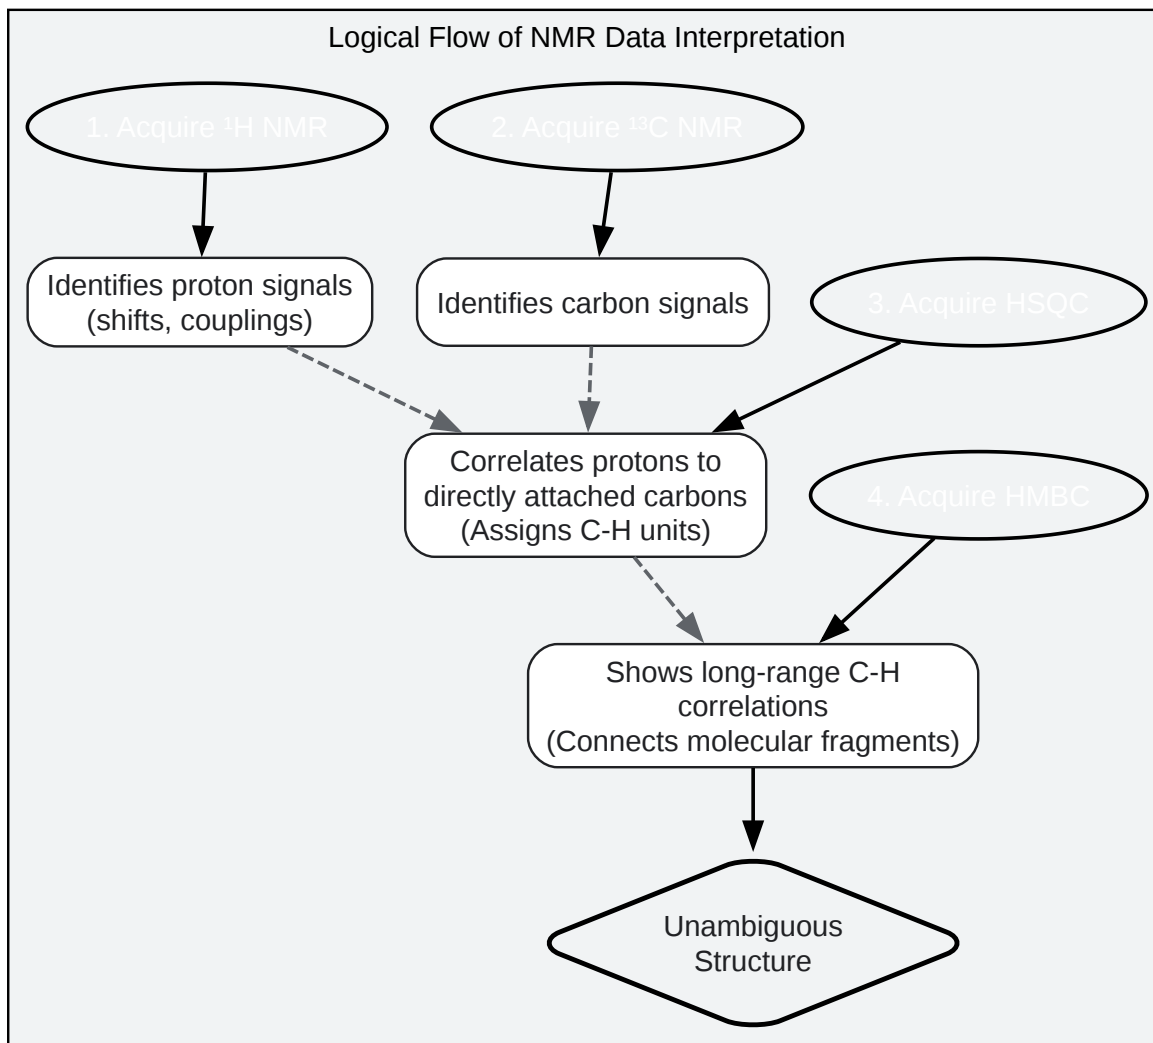 Logical Flow of NMR Data Interpretation
1. Acquire ¹H NMR
2. Acquire ¹³C NMR
Identifies proton signals
(shifts, couplings)
Identifies carbon signals
3. Acquire HSQC
Correlates protons to
directly attached carbons
(Assigns C-H units)
4. Acquire HMBC
Shows long-range C-H
correlations
(Connects molecular fragments)
Unambiguous
Structure